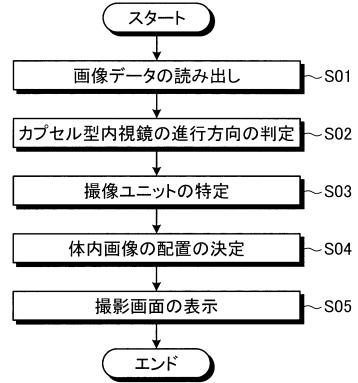 スタート
画像データの読み出し
S01
カプセル型内視鏡の進行方向の判定
S02
撮像ユニットの特定
S03
体内画像の配置の決定
S04
撮影画面の表示
S05
エンド